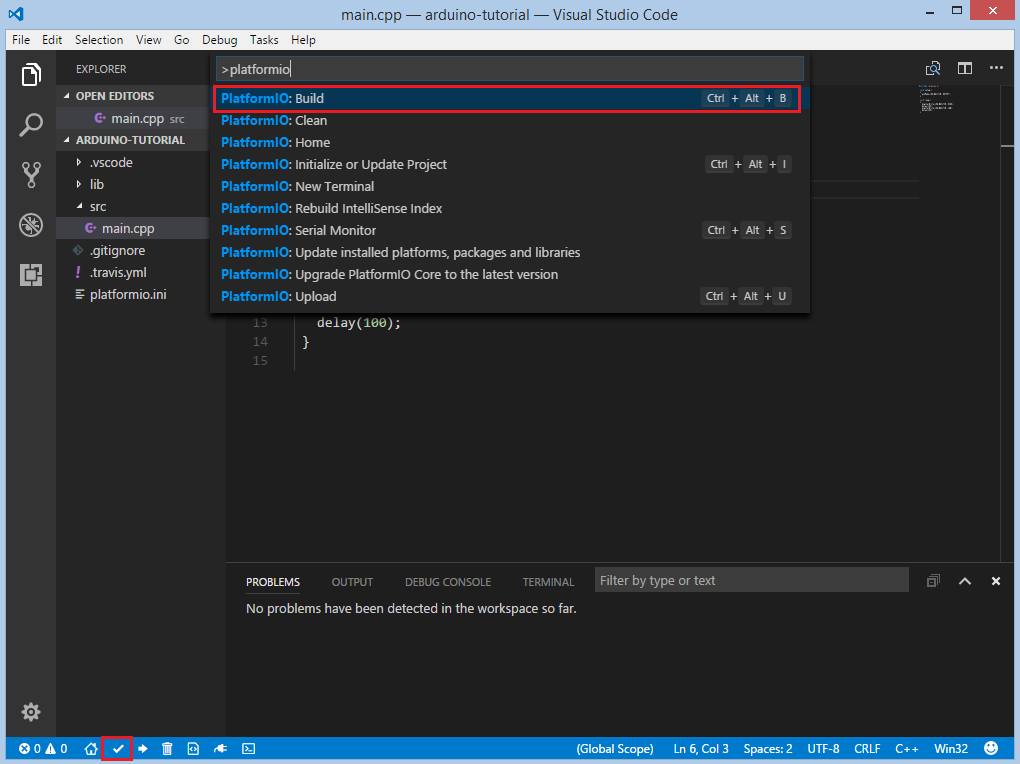 main.cpp — arduino-tutorial — Visual Studio Code
File Edit Selection View Go Debug Tasks Help
EXPLORER
OPEN EDITORS
main.cpp src
ARDUINO-TUTORIAL
.vscode
lib
src
main.cpp
.gitignore
.travis.yml
platformio.ini
>platformio
PlatformIO: Build Ctrl + Alt + B
PlatformIO: Clean
PlatformIO: Home
PlatformIO: Initialize or Update Project Ctrl + Alt + I
PlatformIO: New Terminal
PlatformIO: Rebuild IntelliSense Index
PlatformIO: Serial Monitor Ctrl + Alt + S
PlatformIO: Update installed platforms, packages and libraries
PlatformIO: Upgrade PlatformIO Core to the latest version
PlatformIO: Upload Ctrl + Alt + U
13 delay(100);
14 }
15
PROBLEMS OUTPUT DEBUG CONSOLE TERMINAL Filter by type or text
No problems have been detected in the workspace so far.
0 0 (Global Scope) Ln 6, Col 3 Spaces: 2 UTF-8 CRLF C++ Win32